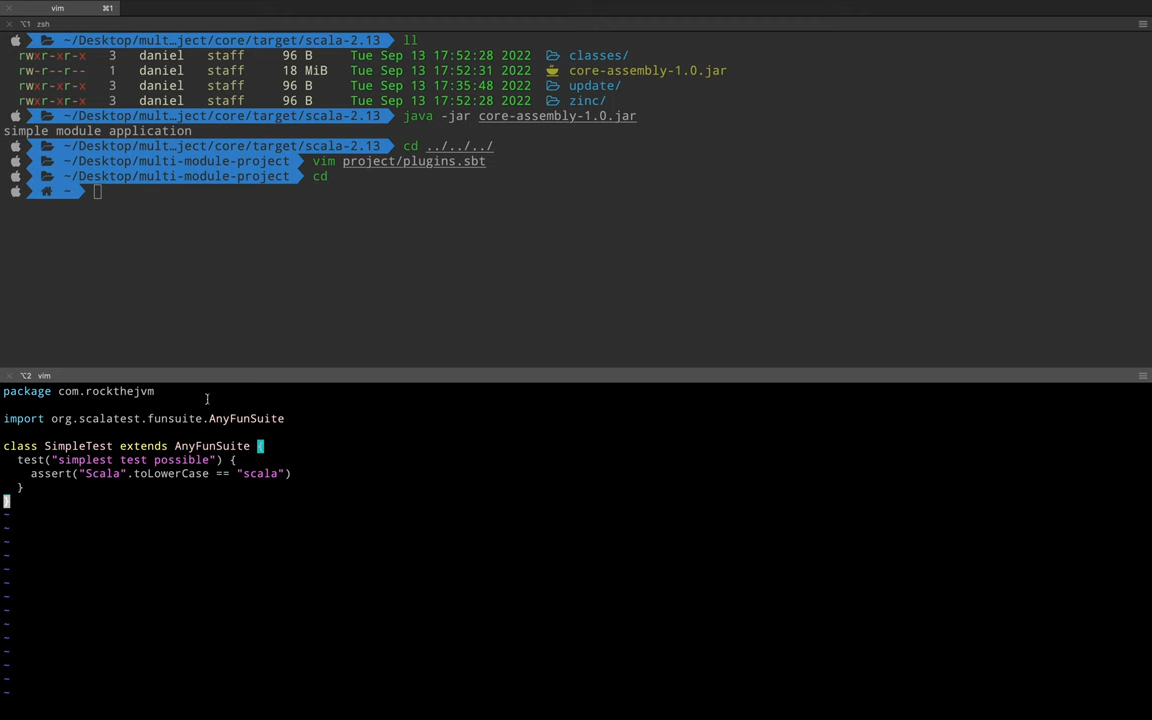 vim ⌘1
⌥1 zsh
~/Desktop/mult…ject/core/target/scala-2.13 ll
rwxr-xr-x 3 daniel staff 96 B Tue Sep 13 17:52:28 2022 classes/
rw-r--r-- 1 daniel staff 18 MiB Tue Sep 13 17:52:31 2022 core-assembly-1.0.jar
rwxr-xr-x 3 daniel staff 96 B Tue Sep 13 17:35:48 2022 update/
rwxr-xr-x 3 daniel staff 96 B Tue Sep 13 17:52:28 2022 zinc/
~/Desktop/mult…ject/core/target/scala-2.13 java -jar core-assembly-1.0.jar
simple module application
~/Desktop/mult…ject/core/target/scala-2.13 cd ../../../
~/Desktop/multi-module-project vim project/plugins.sbt
~/Desktop/multi-module-project cd
~
⌥2 vim
package com.rockthejvm
import org.scalatest.funsuite.AnyFunSuite
class SimpleTest extends AnyFunSuite {
test("simplest test possible") {
assert("Scala".toLowerCase == "scala")
}
}
~
~
~
~
~
~
~
~
~
~
~
~
~
~